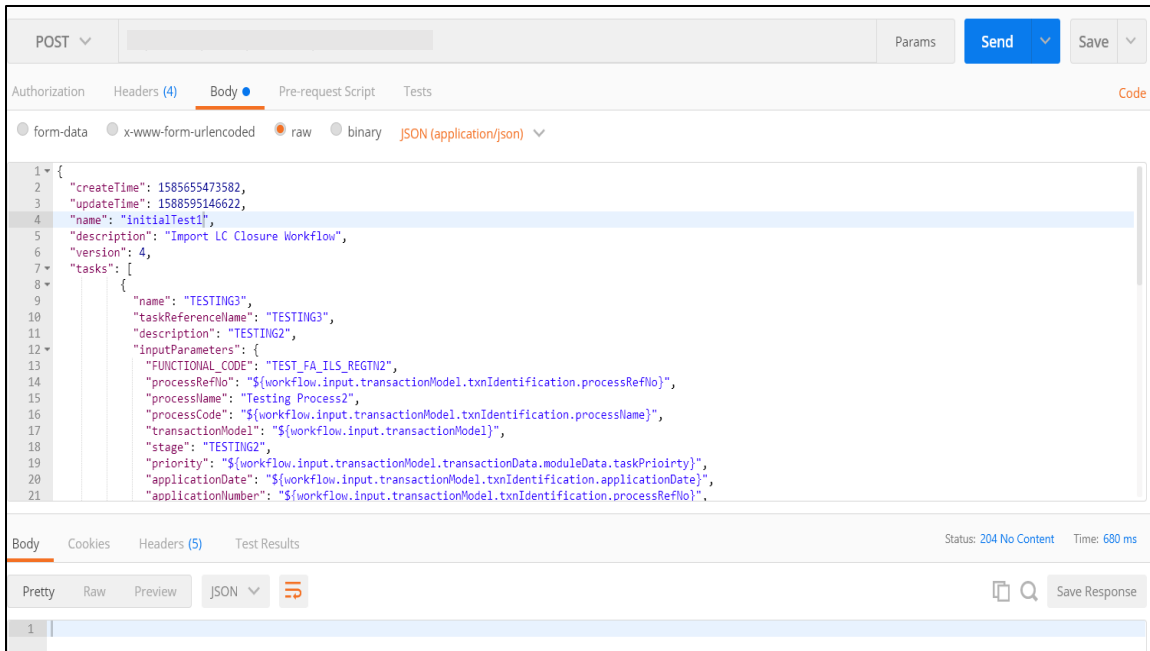 POST Params Send Save
Authorization Headers (4) Body Pre-request Script Tests Code
form-data x-www-form-urlencoded raw binary JSON (application/json)
1 {
2 "createTime": 1585655473582,
3 "updateTime": 1588595146622,
4 "name": "initialTest1",
5 "description": "Import LC Closure Workflow",
6 "version": 4,
7 "tasks": [
8 {
9 "name": "TESTING3",
10 "taskReferenceName": "TESTING3",
11 "description": "TESTING2",
12 "inputParameters": {
13 "FUNCTIONAL_CODE": "TEST_FA_ILS_REGTN2",
14 "processRefNo": "${workflow.input.transactionModel.txnIdentification.processRefNo}",
15 "processName": "Testing Process2",
16 "processCode": "${workflow.input.transactionModel.txnIdentification.processName}",
17 "transactionModel": "${workflow.input.transactionModel}",
18 "stage": "TESTING2",
19 "priority": "${workflow.input.transactionModel.transactionData.moduleData.taskPrioirty}",
20 "applicationDate": "${workflow.input.transactionModel.txnIdentification.applicationDate}",
21 "applicationNumber": "${workflow.input.transactionModel.txnIdentification.processRefNo}",
Body Cookies Headers (5) Test Results Status: 204 No Content Time: 680 ms
Pretty Raw Preview JSON Save Response
1